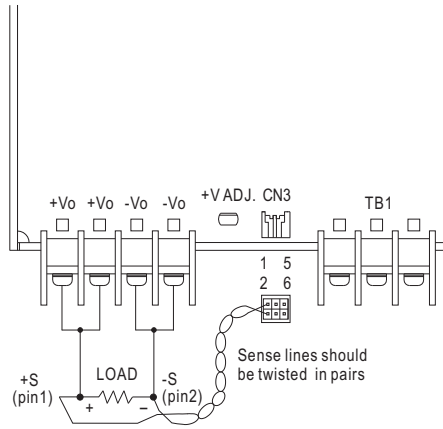 +Vo +Vo -Vo -Vo +V ADJ. CN3 TB1
1 5
2 6
Sense lines should
be twisted in pairs
+S
(pin1)
LOAD
-S
(pin2)
+ −